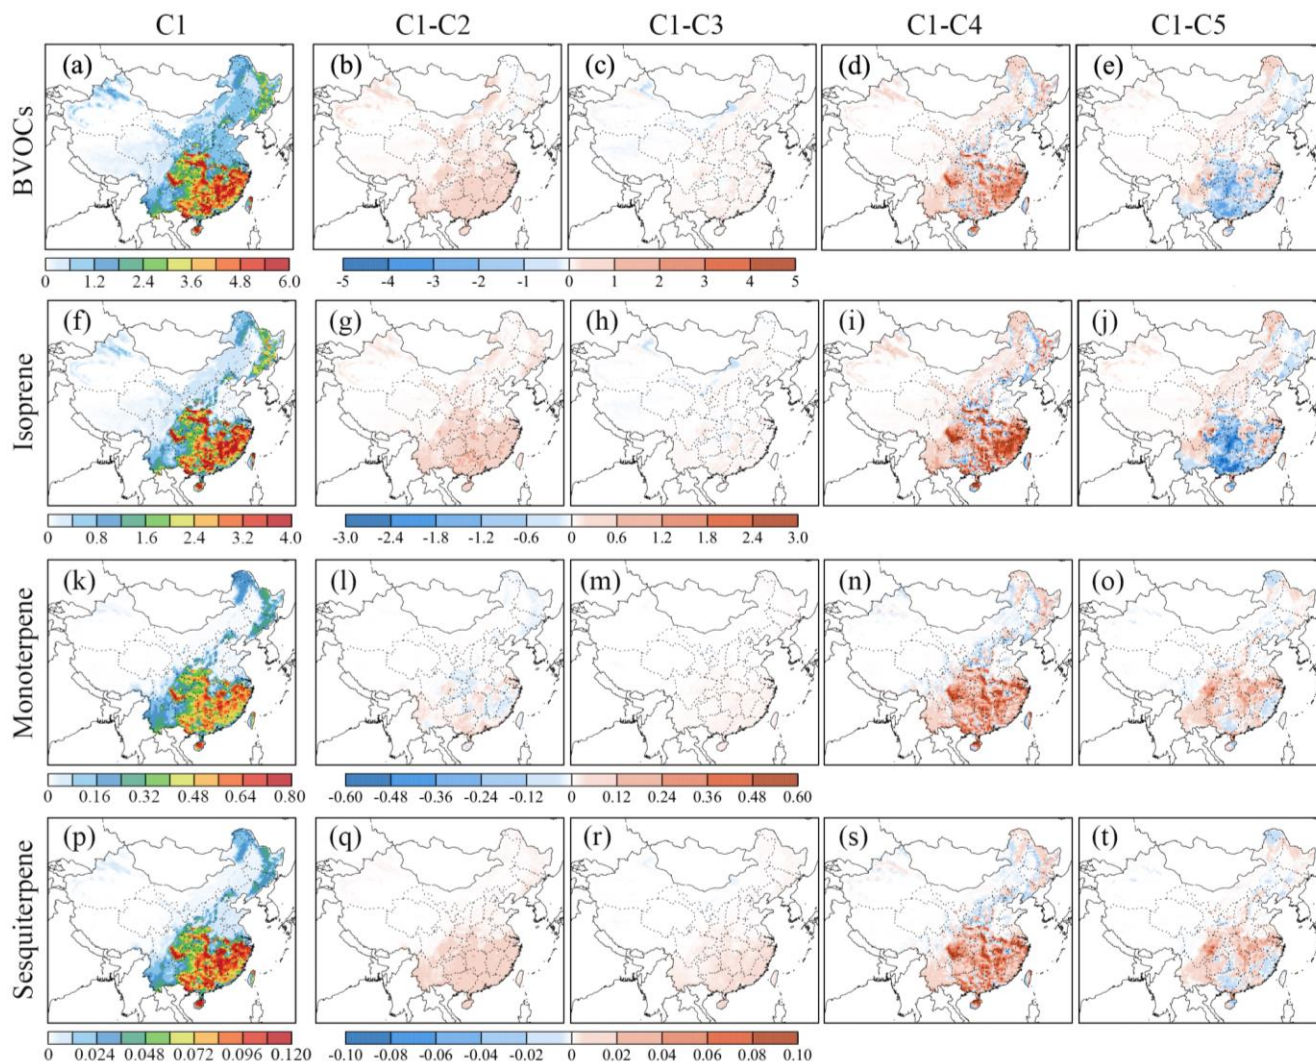 C1 C1-C2 C1-C3 C1-C4 C1-C5
BVOCs
(a) (b) (c) (d) (e)
0 1.2 2.4 3.6 4.8 6.0
-5 -4 -3 -2 -1 0 1 2 3 4 5
Isoprene
(f) (g) (h) (i) (j)
0 0.8 1.6 2.4 3.2 4.0
-3.0 -2.4 -1.8 -1.2 -0.6 0 0.6 1.2 1.8 2.4 3.0
Monoterpene
(k) (l) (m) (n) (o)
0 0.16 0.32 0.48 0.64 0.80
-0.60 -0.48 -0.36 -0.24 -0.12 0 0.12 0.24 0.36 0.48 0.60
Sesquiterpene
(p) (q) (r) (s) (t)
0 0.024 0.048 0.072 0.096 0.120
-0.10 -0.08 -0.06 -0.04 -0.02 0 0.02 0.04 0.06 0.08 0.10